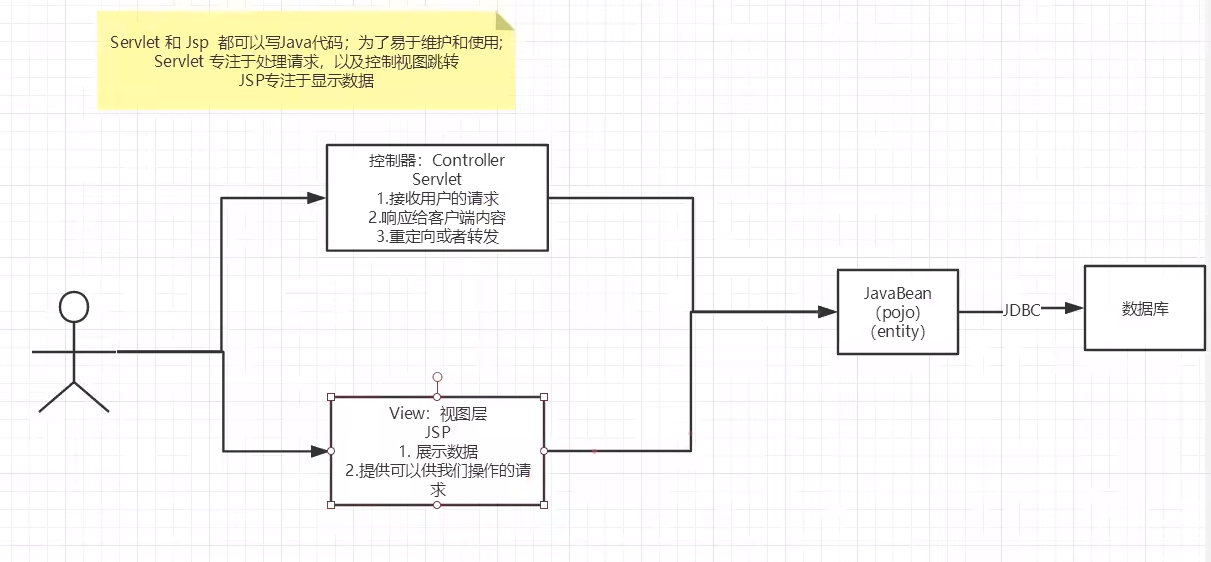 Servlet 和 Jsp 都可以写Java代码；为了易于维护和使用;
Servlet 专注于处理请求，以及控制视图跳转
JSP专注于显示数据
控制器：Controller
Servlet
1.接收用户的请求
2.响应给客户端内容
3.重定向或者转发
JavaBean
（pojo）
（entity）
JDBC
数据库
View：视图层
JSP
1. 展示数据
2.提供可以供我们操作的请
求